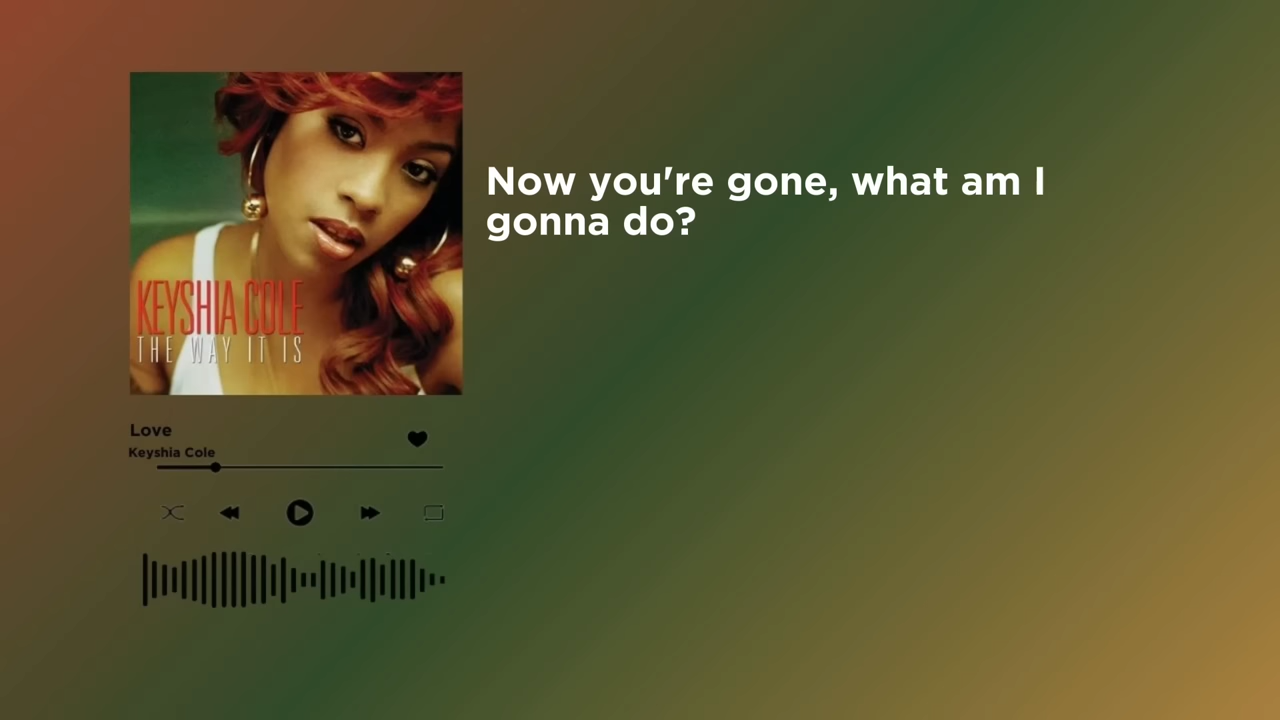 Now you're gone, what am I
gonna do?
KEYSHIA COLE
THE WAY IT IS
Love
Keyshia Cole